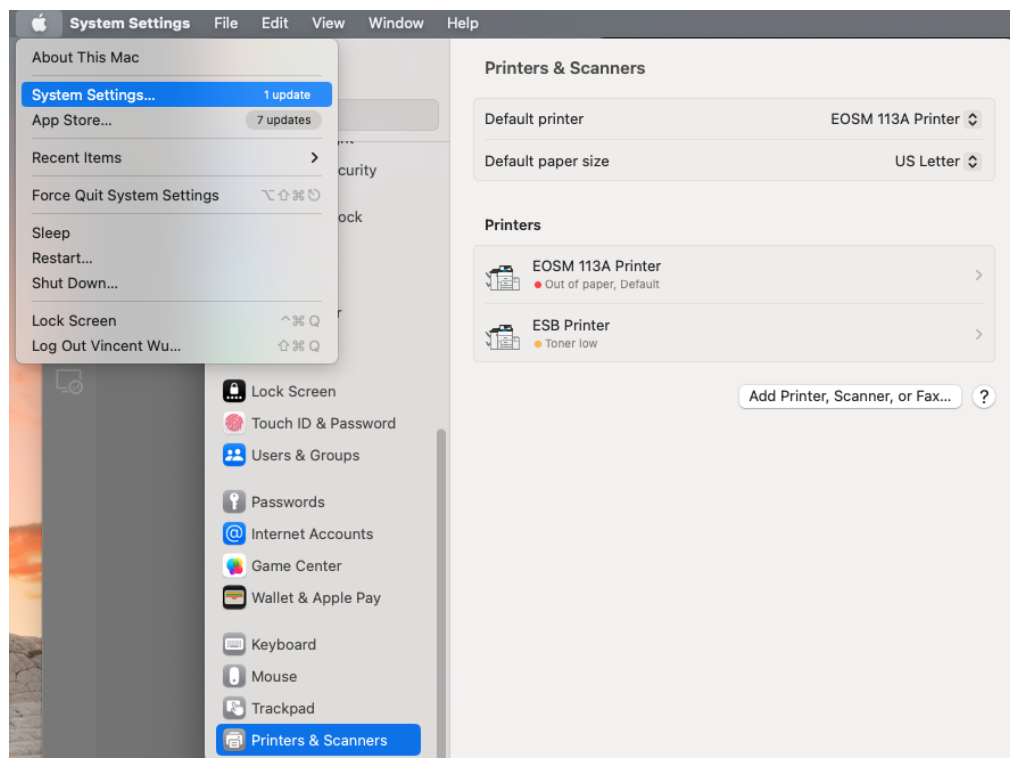 System Settings File Edit View Window Help
About This Mac
System Settings... 1 update
App Store... 7 updates
Recent Items
Force Quit System Settings ⌥⇧⌘⎋
Sleep
Restart...
Shut Down...
Lock Screen ^⌘Q
Log Out Vincent Wu... ⇧⌘Q
curity
ock
r
Lock Screen
Touch ID & Password
Users & Groups
Passwords
Internet Accounts
Game Center
Wallet & Apple Pay
Keyboard
Mouse
Trackpad
Printers & Scanners
Printers & Scanners
Default printer EOSM 113A Printer
Default paper size US Letter
Printers
EOSM 113A Printer
Out of paper, Default
ESB Printer
Toner low
Add Printer, Scanner, or Fax... ?